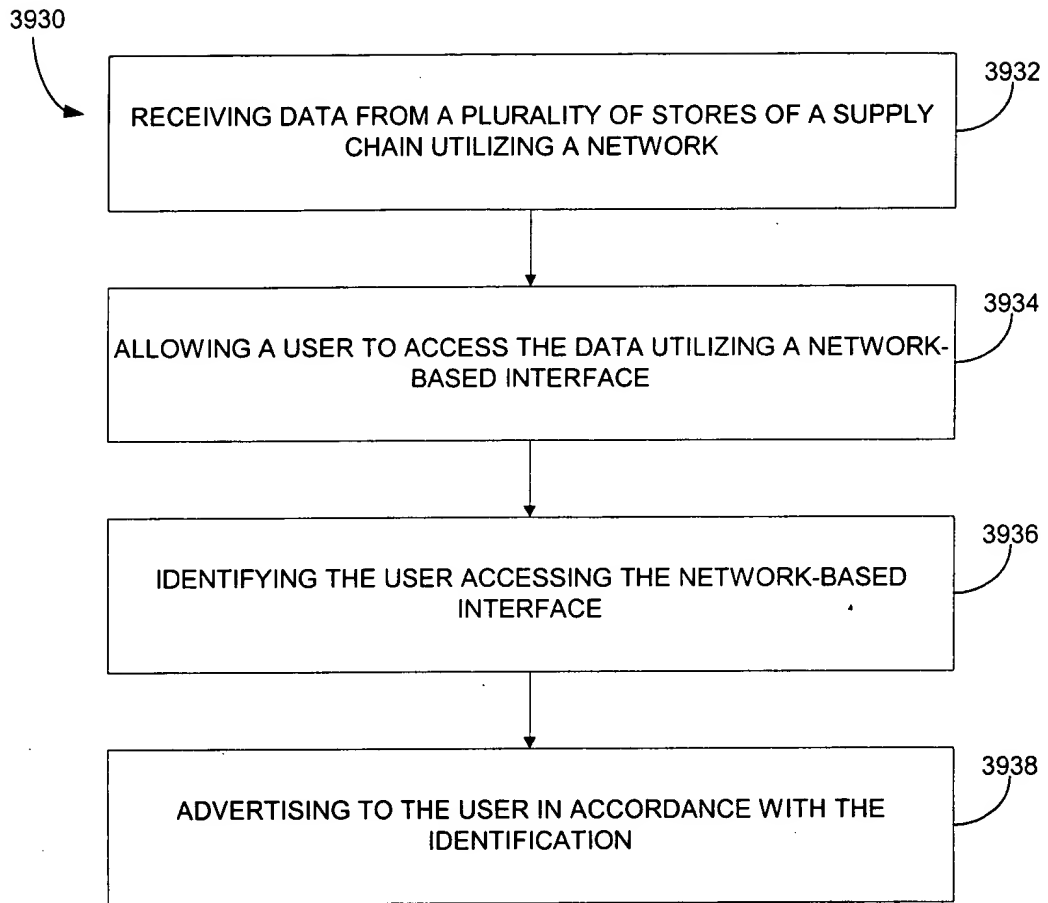 3930
3932
RECEIVING DATA FROM A PLURALITY OF STORES OF A SUPPLY
CHAIN UTILIZING A NETWORK
3934
ALLOWING A USER TO ACCESS THE DATA UTILIZING A NETWORK-
BASED INTERFACE
3936
IDENTIFYING THE USER ACCESSING THE NETWORK-BASED
INTERFACE
3938
ADVERTISING TO THE USER IN ACCORDANCE WITH THE
IDENTIFICATION